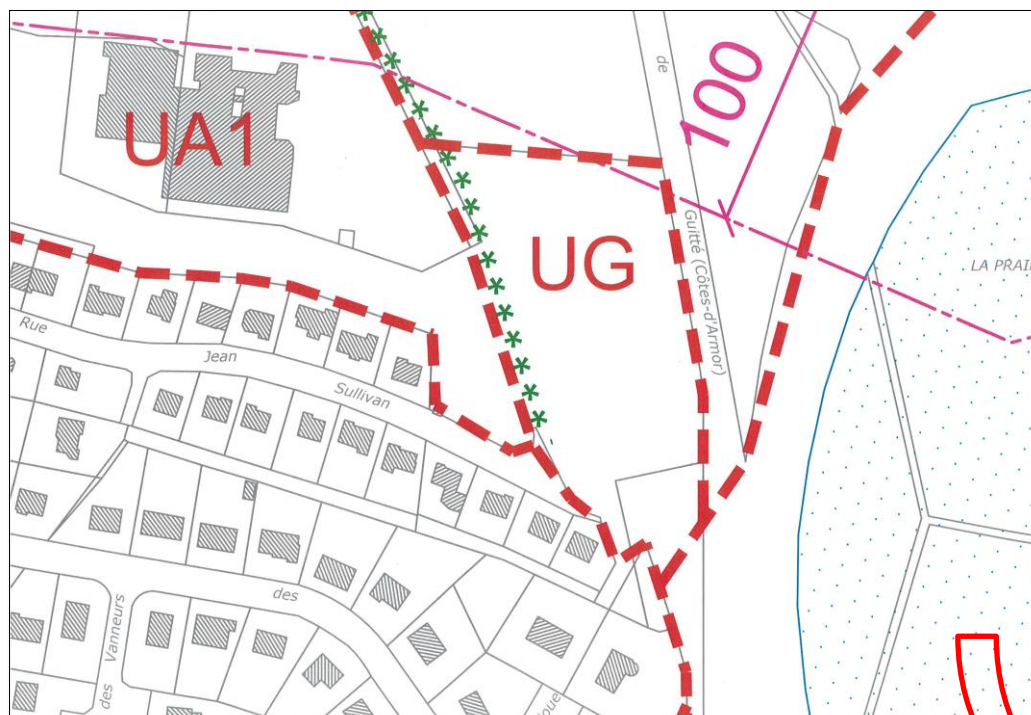 de
100
UA1
Guitté (Côtes-d'Armor)
UG
LA PRAI
Rue
Jean
Sullivan
des
des Vanneurs